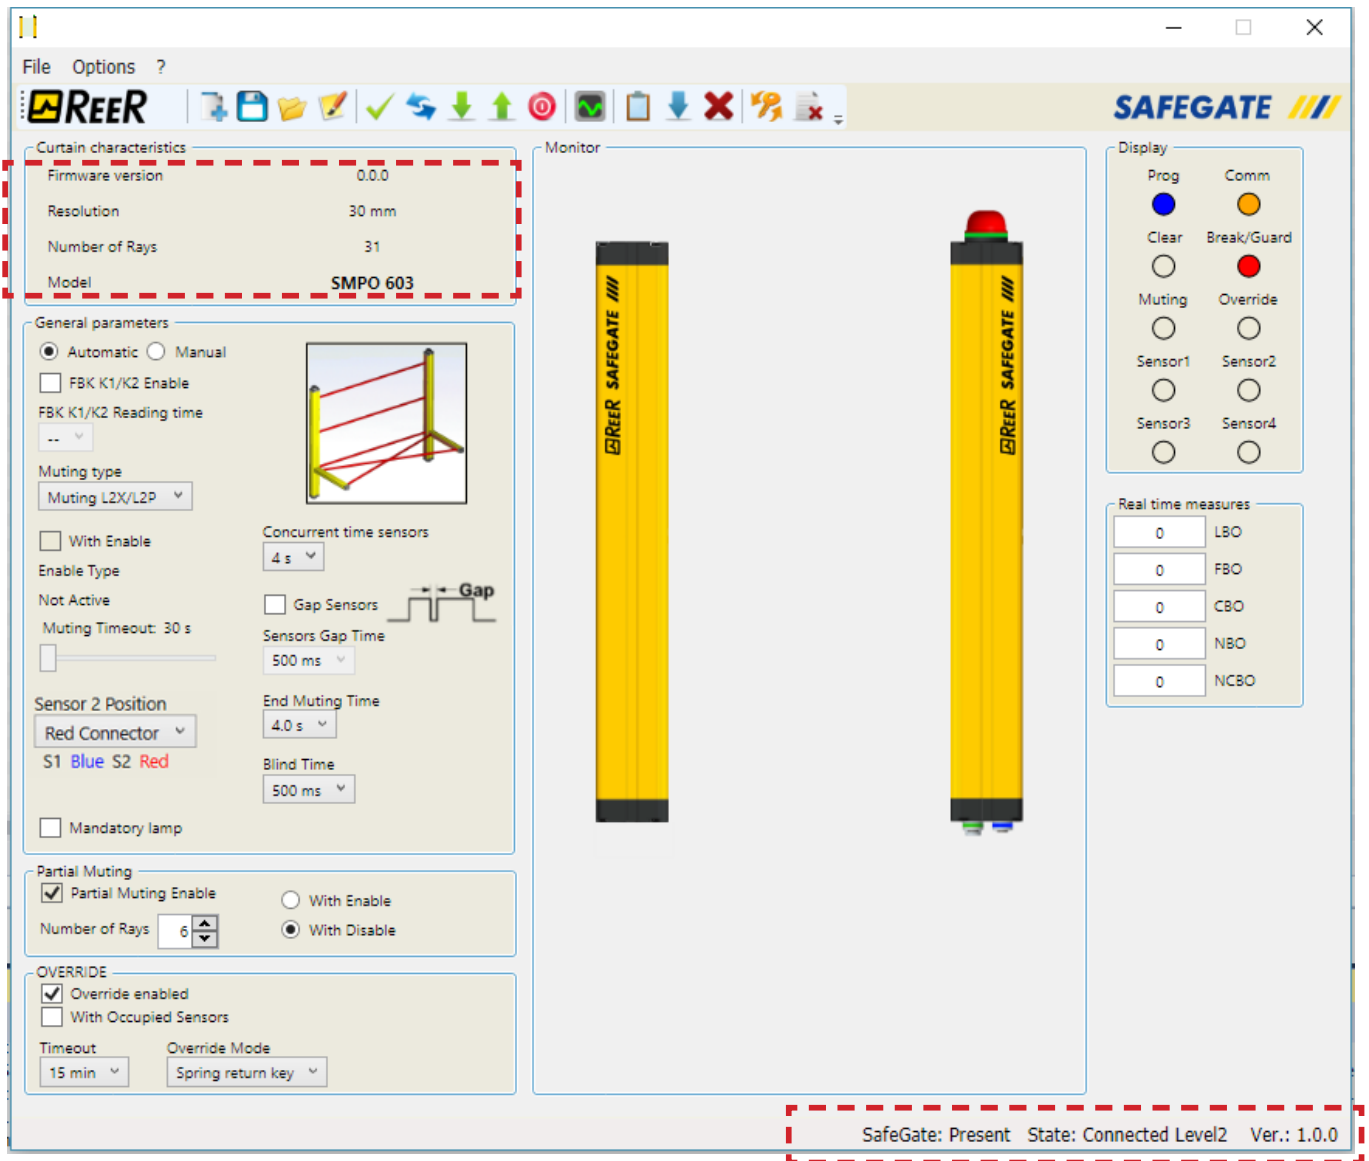 File Options ?
REER
SAFEGATE
Curtain characteristics
Firmware version 0.0.0
Resolution 30 mm
Number of Rays 31
Model SMPO 603
General parameters
Automatic Manual
FBK K1/K2 Enable
FBK K1/K2 Reading time
--
Muting type
Muting L2X/L2P
With Enable
Enable Type
Not Active
Muting Timeout: 30 s
Sensor 2 Position
Red Connector
S1 Blue S2 Red
Mandatory lamp
Concurrent time sensors
4 s
Gap Sensors
Gap
Sensors Gap Time
500 ms
End Muting Time
4.0 s
Blind Time
500 ms
Partial Muting
Partial Muting Enable
Number of Rays 6
With Enable
With Disable
OVERRIDE
Override enabled
With Occupied Sensors
Timeout Override Mode
15 min Spring return key
Monitor
REER SAFEGATE
REER SAFEGATE
Display
Prog Comm
Clear Break/Guard
Muting Override
Sensor1 Sensor2
Sensor3 Sensor4
Real time measures
0 LBO
0 FBO
0 CBO
0 NBO
0 NCBO
SafeGate: Present State: Connected Level2 Ver.: 1.0.0